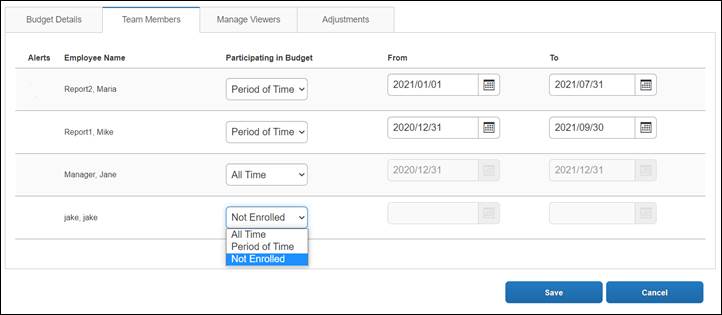 Budget Details Team Members Manage Viewers Adjustments
Alerts Employee Name Participating in Budget From To
Report2, Maria Period of Time 2021/01/01 2021/07/31
Report1, Mike Period of Time 2020/12/31 2021/09/30
Manager, Jane All Time 2020/12/31 2021/12/31
jake, jake Not Enrolled
All Time
Period of Time
Not Enrolled
Save Cancel